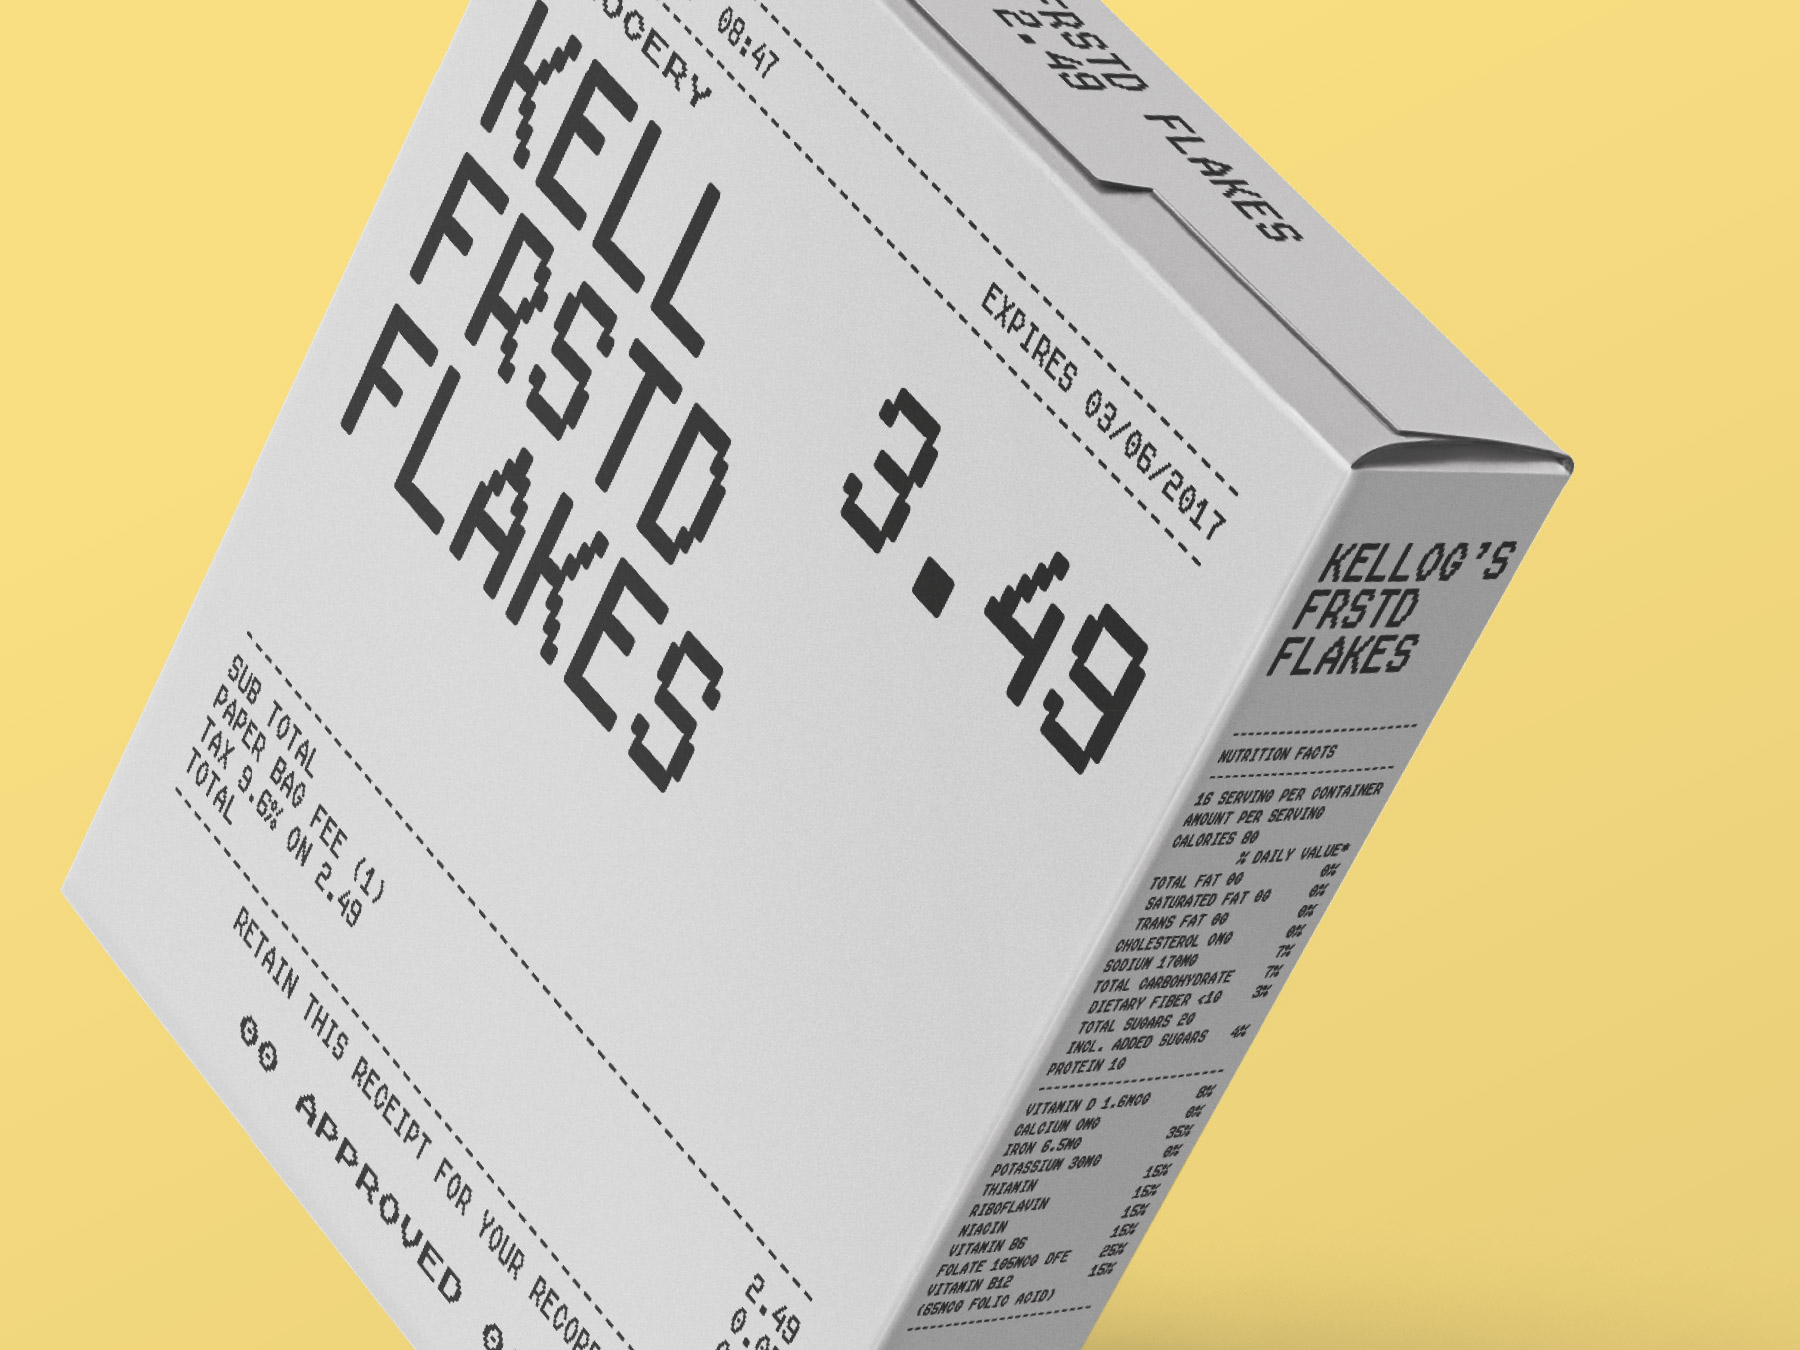 08:47
EXPIRES 03/06/2017
KELL
FRSTD
FLAKES
3.49
SUB TOTAL
2.49
PAPER BAG FEE (1)
TAX 9.6% ON 2.49
TOTAL
RETAIN THIS RECEIPT FOR YOUR
APPROVED
FRSTD FLAKES
2.49
KELLOG'S
FRSTD
FLAKES
NUTRITION FACTS
16 SERVING PER CONTAINER
AMOUNT PER SERVING
CALORIES 80
% DAILY VALUE*
TOTAL FAT 0G 0%
SATURATED FAT 0G 0%
TRANS FAT 0G 0%
CHOLESTEROL 0MG 0%
SODIUM 170MG 7%
TOTAL CARBOHYDRATE 7%
DIETARY FIBER <1G 3%
TOTAL SUGARS 2G
INCL. ADDED SUGARS 4%
PROTEIN 1G
VITAMIN D 1.6MCG 8%
CALCIUM 0MG 0%
IRON 6.5MG 35%
POTASSIUM 30MG 0%
THIAMIN 15%
RIBOFLAVIN 15%
NIACIN 15%
VITAMIN B6 15%
FOLATE 105MCG DFE 25%
VITAMIN B12 15%
(65MCG FOLIC ACID)